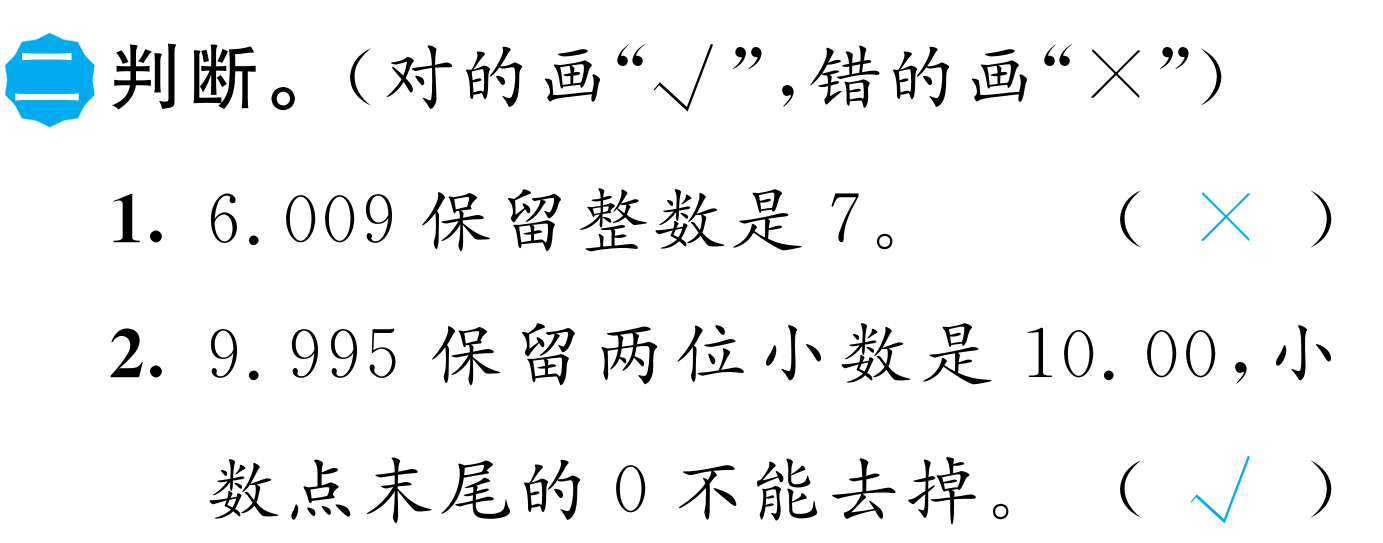 二 判断。(对的画“√”,错的画“×”)
1. 6.009 保留整数是 7。 ( × )
2. 9.995 保留两位小数是 10.00,小
数点末尾的 0 不能去掉。 ( √ )